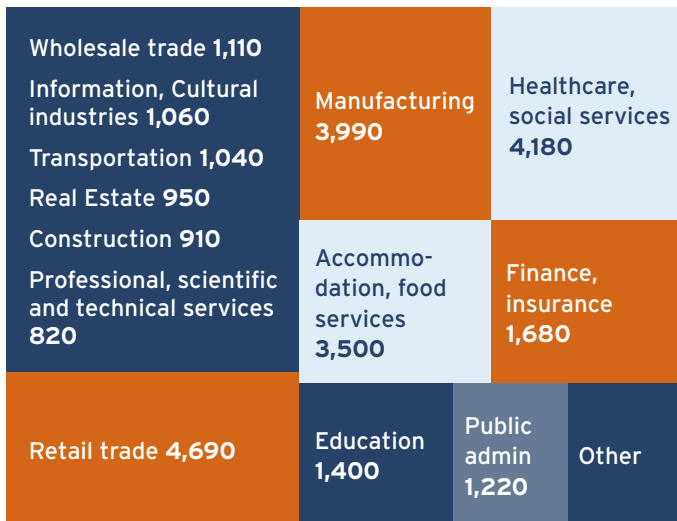 Wholesale trade 1,110
Information, Cultural
industries 1,060
Transportation 1,040
Real Estate 950
Construction 910
Professional, scientific
and technical services
820
Retail trade 4,690
Manufacturing
3,990
Healthcare,
social services
4,180
Accommo-
dation, food
services
3,500
Finance,
insurance
1,680
Education
1,400
Public
admin
1,220
Other